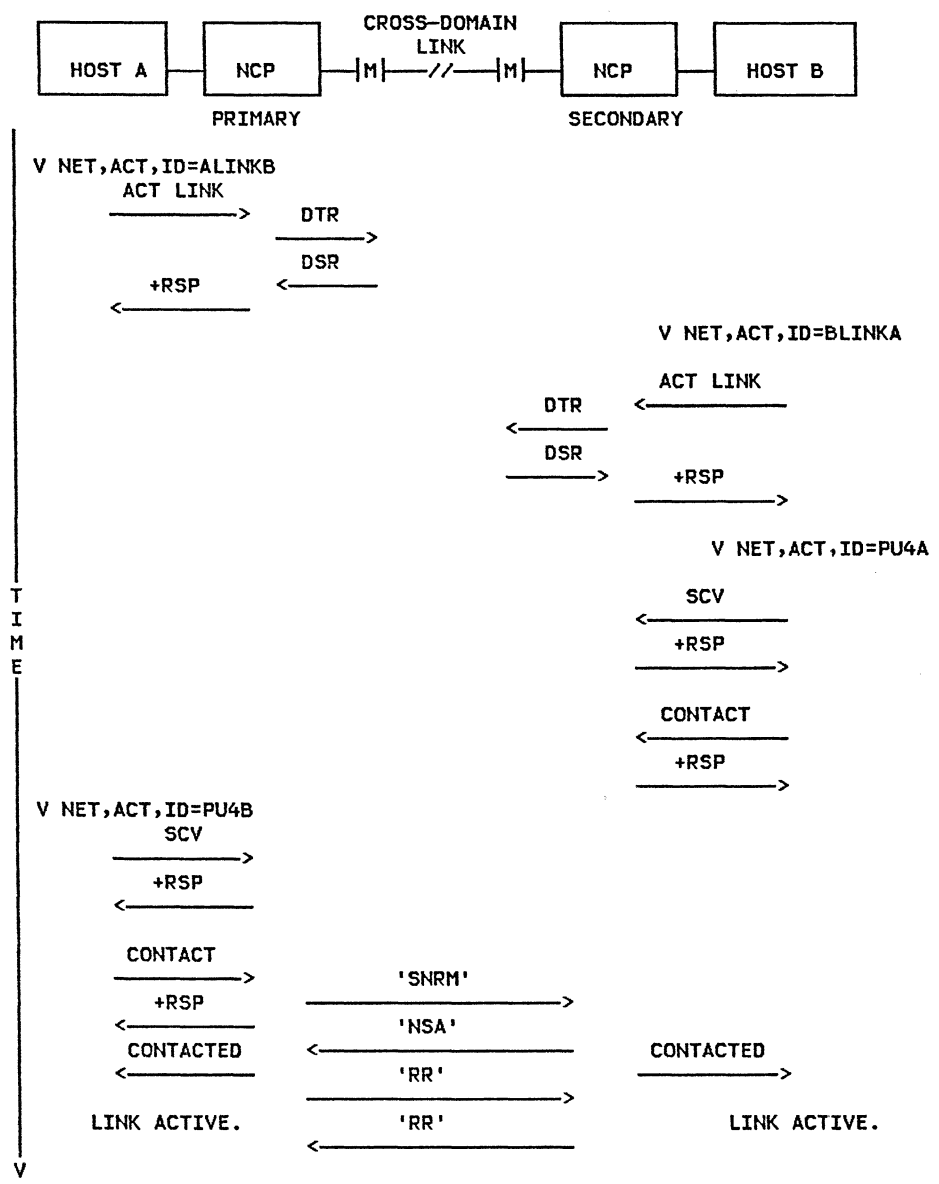 CROSS-DOMAIN
LINK
HOST A NCP M // M NCP HOST B
PRIMARY SECONDARY
V NET,ACT,ID=ALINKB
ACT LINK
DTR
DSR
+RSP
V NET,ACT,ID=BLINKA
ACT LINK
DTR
DSR
+RSP
V NET,ACT,ID=PU4A
SCV
+RSP
CONTACT
+RSP
TIME
V NET,ACT,ID=PU4B
SCV
+RSP
CONTACT
'SNRM'
+RSP
'NSA'
CONTACTED CONTACTED
'RR'
LINK ACTIVE. 'RR' LINK ACTIVE.
V